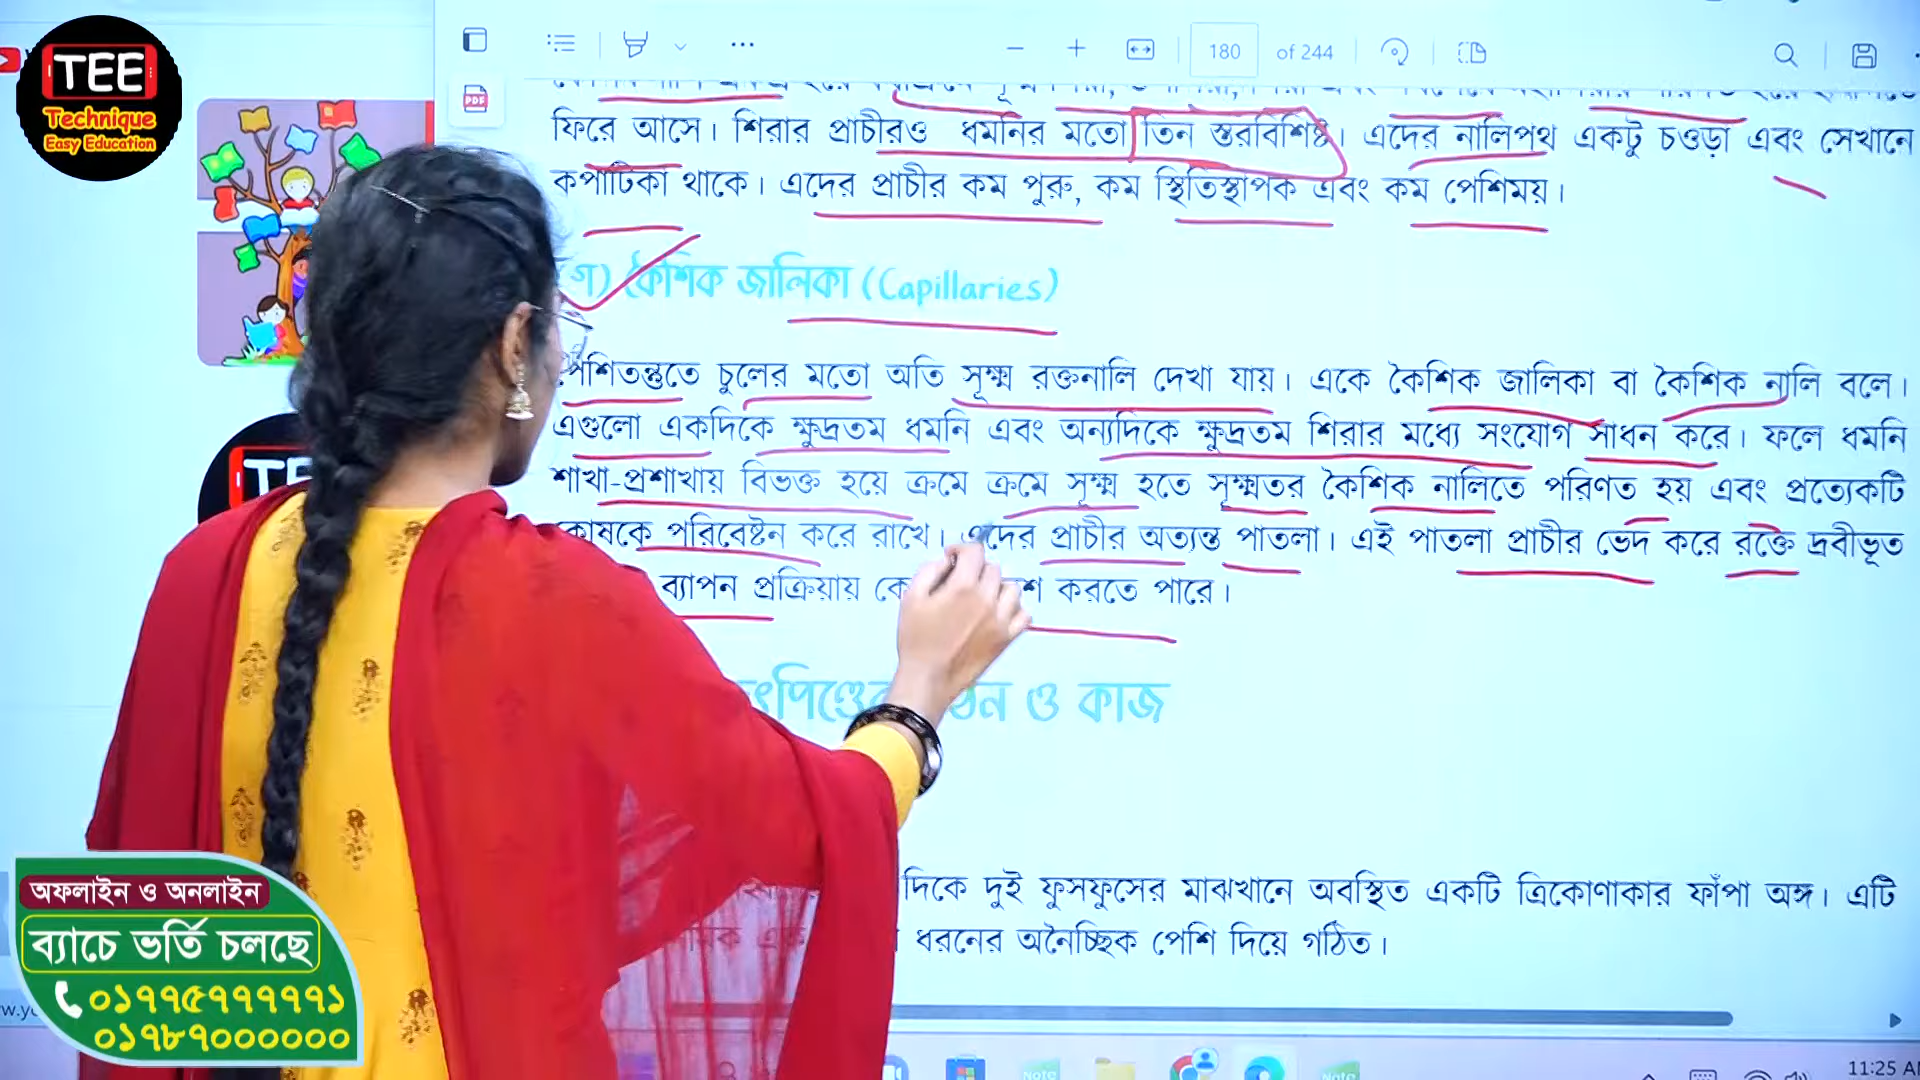 TEE
Technique
Easy Education
180 of 244
ফিরে আসে। শিরার প্রাচীরও ধমনির মতো তিন স্তরবিশিষ্ট। এদের নালিপথ একটু চওড়া এবং সেখানে
কপাটিকা থাকে। এদের প্রাচীর কম পুরু, কম স্থিতিস্থাপক এবং কম পেশিময়।
(গ) কৈশিক জালিকা (Capillaries)
পেশিতন্তুতে চুলের মতো অতি সূক্ষ্ম রক্তনালি দেখা যায়। একে কৈশিক জালিকা বা কৈশিক নালি বলে।
এগুলো একদিকে ক্ষুদ্রতম ধমনি এবং অন্যদিকে ক্ষুদ্রতম শিরার মধ্যে সংযোগ সাধন করে। ফলে ধমনি
শাখা-প্রশাখায় বিভক্ত হয়ে ক্রমে ক্রমে সূক্ষ্ম হতে সূক্ষ্মতর কৈশিক নালিতে পরিণত হয় এবং প্রত্যেকটি
কোষকে পরিবেষ্টন করে রাখে। এদের প্রাচীর অত্যন্ত পাতলা। এই পাতলা প্রাচীর ভেদ করে রক্তে দ্রবীভূত
ব্যাপন প্রক্রিয়ায় করতে পারে।
ও কাজ
দিকে দুই ফুসফুসের মাঝখানে অবস্থিত একটি ত্রিকোণাকার ফাঁপা অঙ্গ। এটি
ধরনের অনৈচ্ছিক পেশি দিয়ে গঠিত।
অফলাইন ও অনলাইন
ব্যাচে ভর্তি চলছে
০১৭৭৫৭৭৭৭৭১
০১৭৮৭০০০০০০
11:25